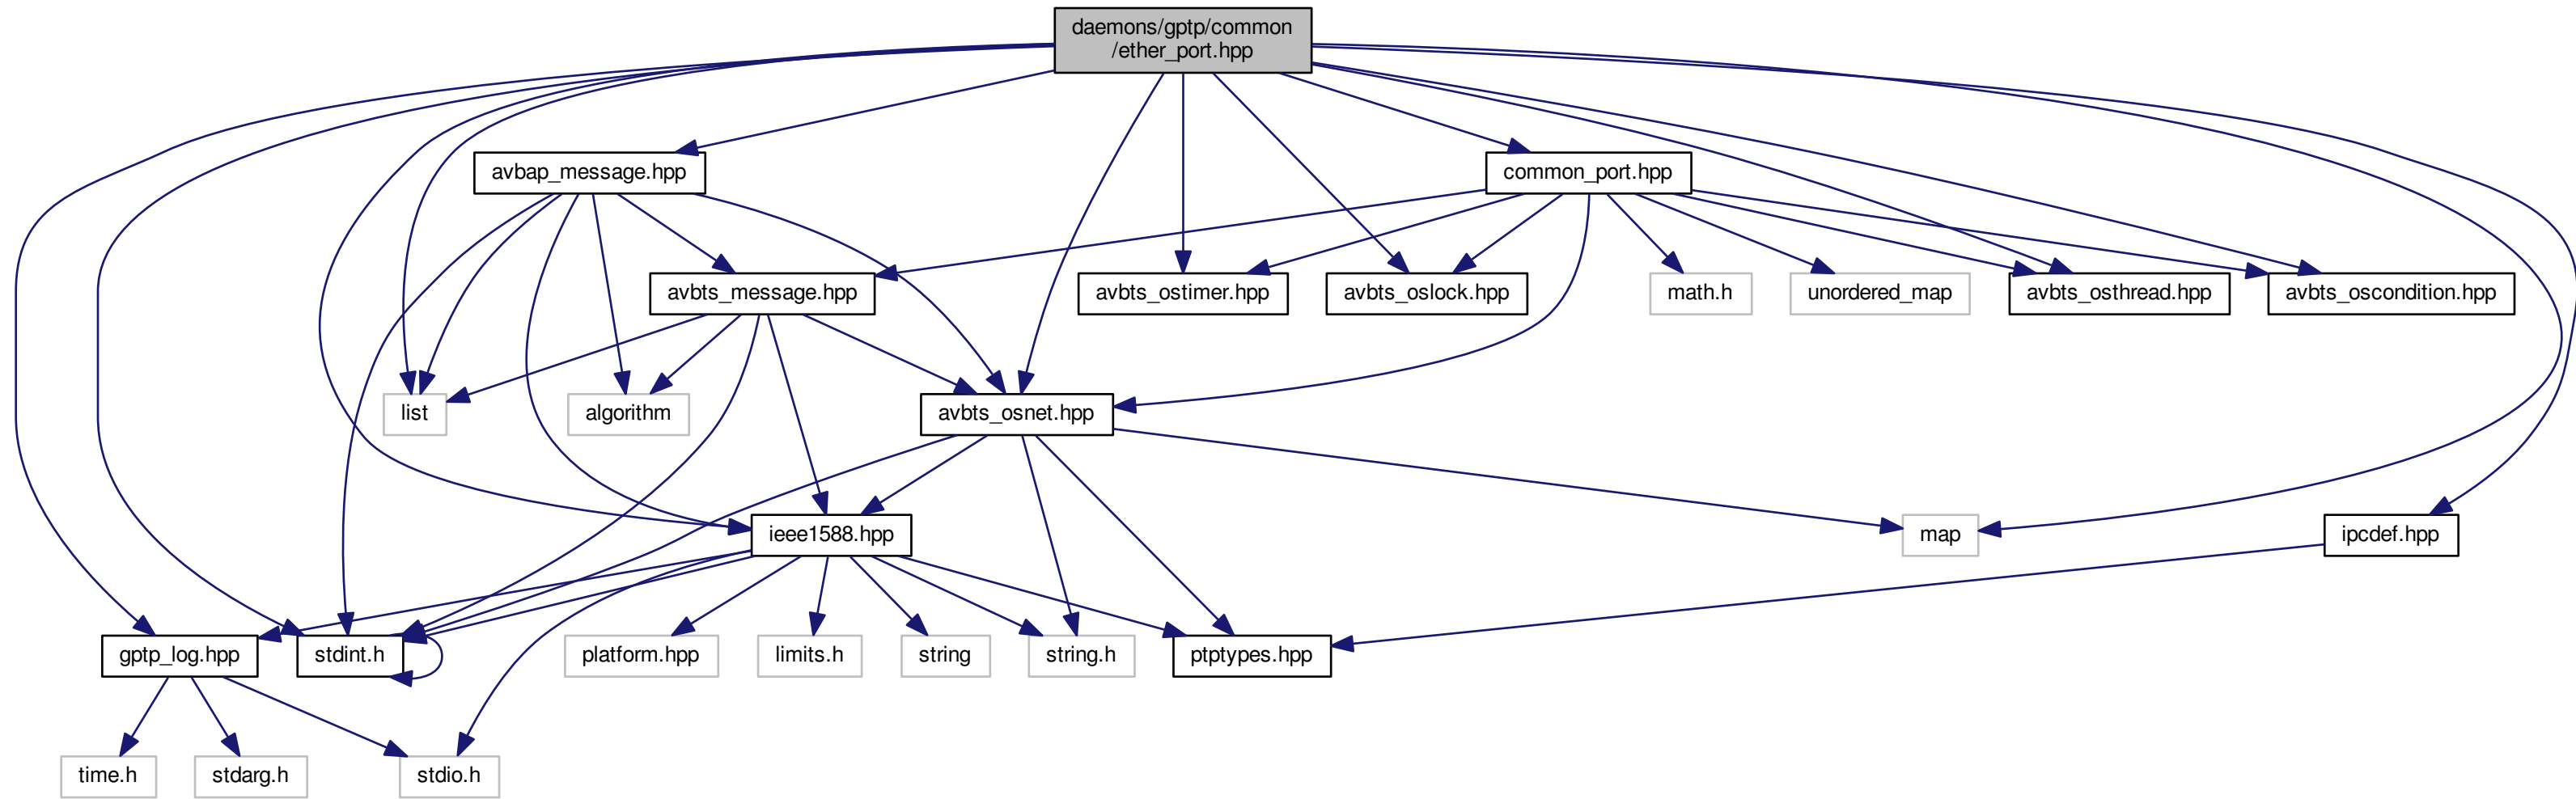 daemons/gptp/common
/ether_port.hpp
avbap_message.hpp
common_port.hpp
avbts_message.hpp
avbts_ostimer.hpp
avbts_oslock.hpp
math.h
unordered_map
avbts_osthread.hpp
avbts_oscondition.hpp
list
algorithm
avbts_osnet.hpp
ieee1588.hpp
map
ipcdef.hpp
gptp_log.hpp
stdint.h
platform.hpp
limits.h
string
string.h
ptptypes.hpp
time.h
stdarg.h
stdio.h